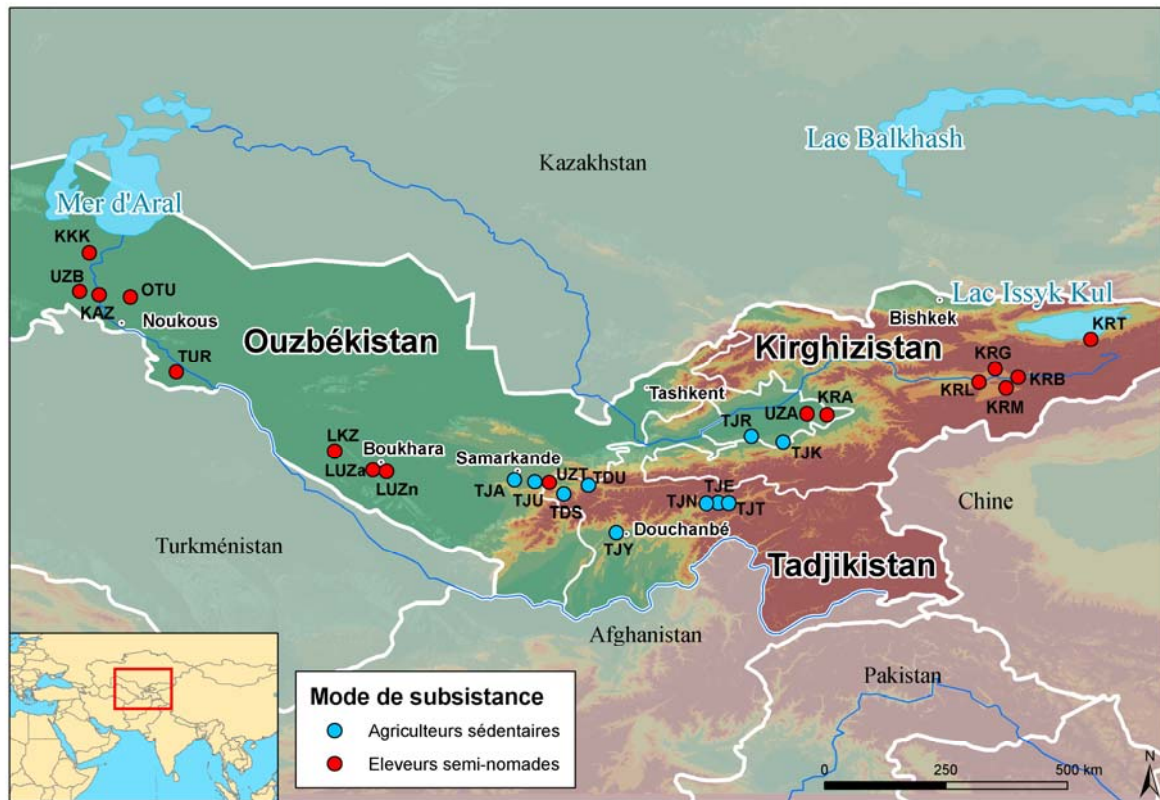 Lac Balkhash
Kazakhstan
Mer d'Aral
KKK
UZB
KAZ
OTU
Noukous
TUR
Ouzbékistan
Lac Issyk Kul
Bishkek
KRT
Kirghizistan
KRG
KRL
KRB
KRM
Tashkent
UZA
KRA
TJR
TJK
LKZ
Boukhara
LUZa
LUZn
Samarkande
TJA
TJU
UZT
TDU
TDS
TJE
TJN
TJT
Chine
TJY
Douchanbé
Turkménistan
Tadjikistan
Afghanistan
Pakistan
Mode de subsistance
Agriculteurs sédentaires
Eleveurs semi-nomades
0 250 500 km
N